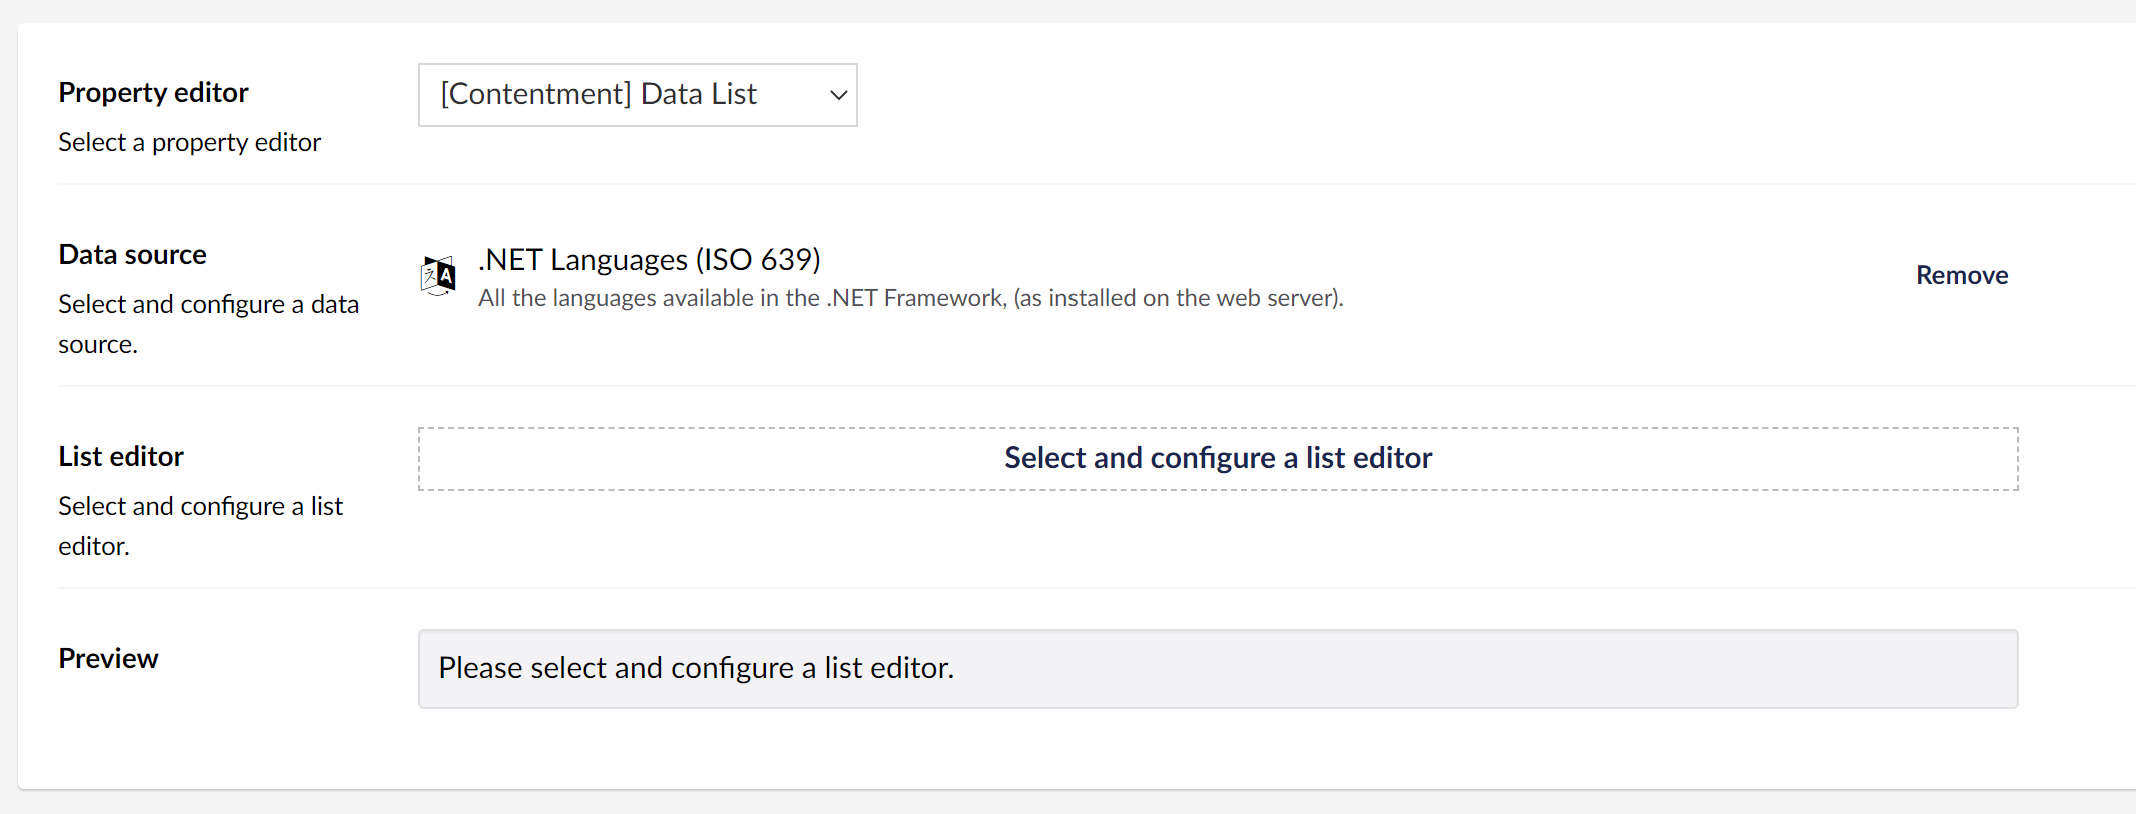 Property editor
[Contentment] Data List
Select a property editor
Data source
.NET Languages (ISO 639)
All the languages available in the .NET Framework, (as installed on the web server).
Remove
Select and configure a data
source.
List editor
Select and configure a list editor
Select and configure a list
editor.
Preview
Please select and configure a list editor.